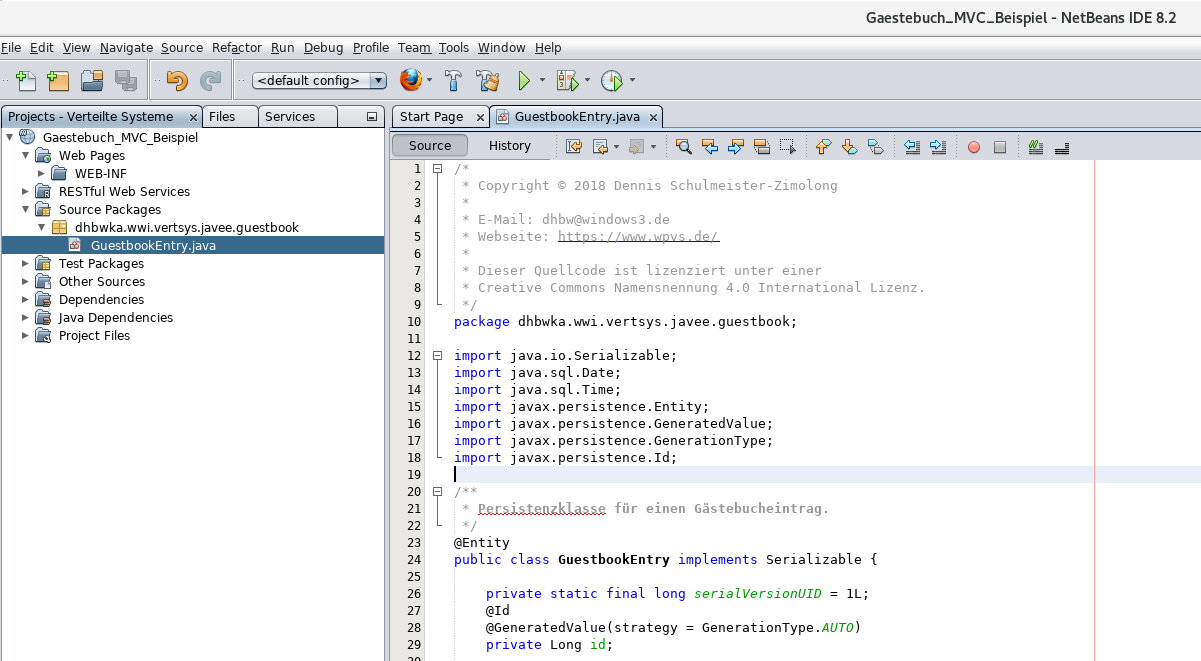 Gaestebuch_MVC_Beispiel - NetBeans IDE 8.2
File Edit View Navigate Source Refactor Run Debug Profile Team Tools Window Help
<default config>
Projects - Verteilte Systeme
Files
Services
Gaestebuch_MVC_Beispiel
Web Pages
WEB-INF
RESTful Web Services
Source Packages
dhbwka.wwi.vertsys.javee.guestbook
GuestbookEntry.java
Test Packages
Other Sources
Dependencies
Java Dependencies
Project Files
Start Page
GuestbookEntry.java
Source
History
1 /*
2 * Copyright © 2018 Dennis Schulmeister-Zimolong
3 *
4 * E-Mail: dhbw@windows3.de
5 * Webseite: https://www.wpvs.de/
6 *
7 * Dieser Quellcode ist lizenziert unter einer
8 * Creative Commons Namensnennung 4.0 International Lizenz.
9 */
10 package dhbwka.wwi.vertsys.javee.guestbook;
11
12 import java.io.Serializable;
13 import java.sql.Date;
14 import java.sql.Time;
15 import javax.persistence.Entity;
16 import javax.persistence.GeneratedValue;
17 import javax.persistence.GenerationType;
18 import javax.persistence.Id;
19
20 /**
21 * Persistenzklasse für einen Gästebucheintrag.
22 */
23 @Entity
24 public class GuestbookEntry implements Serializable {
25
26 private static final long serialVersionUID = 1L;
27 @Id
28 @GeneratedValue(strategy = GenerationType.AUTO)
29 private Long id;
30